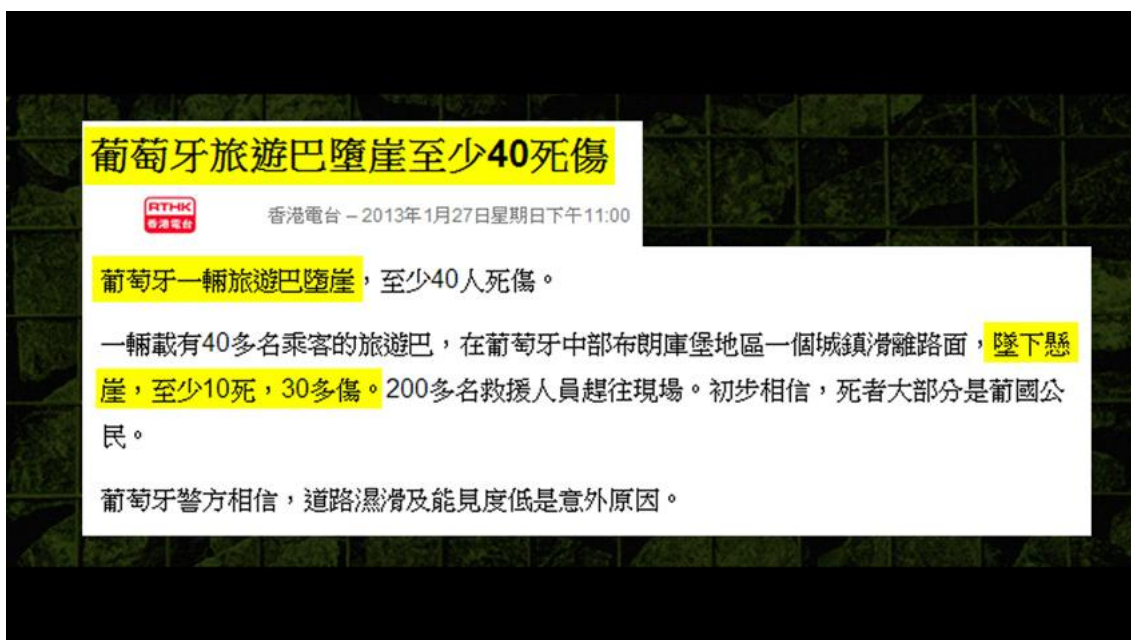 葡萄牙旅遊巴墮崖至少40死傷
RTHK
香港電台
香港電台 – 2013年1月27日星期日下午11:00
葡萄牙一輛旅遊巴墮崖，至少40人死傷。
一輛載有40多名乘客的旅遊巴，在葡萄牙中部布朗庫堡地區一個城鎮滑離路面，墜下懸
崖，至少10死，30多傷。200多名救援人員趕往現場。初步相信，死者大部分是葡國公
民。
葡萄牙警方相信，道路濕滑及能見度低是意外原因。